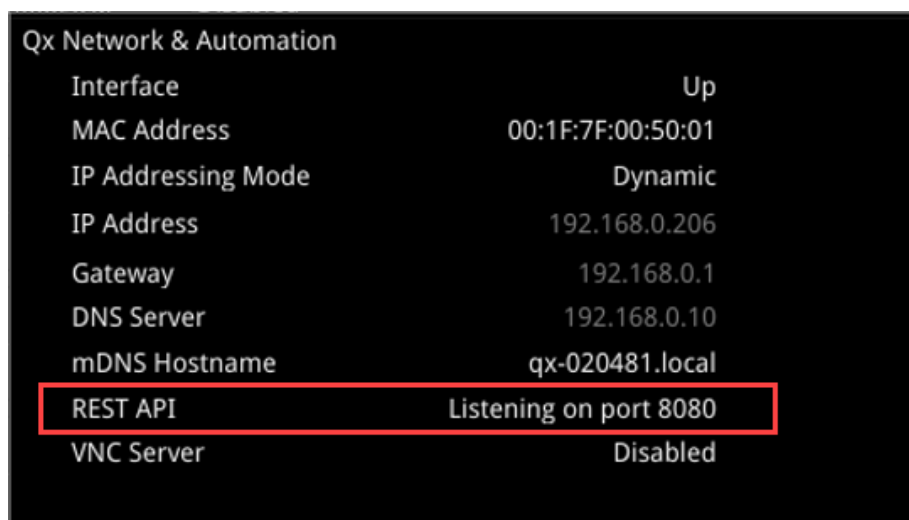 Qx Network & Automation
Interface Up
MAC Address 00:1F:7F:00:50:01
IP Addressing Mode Dynamic
IP Address 192.168.0.206
Gateway 192.168.0.1
DNS Server 192.168.0.10
mDNS Hostname qx-020481.local
REST API Listening on port 8080
VNC Server Disabled